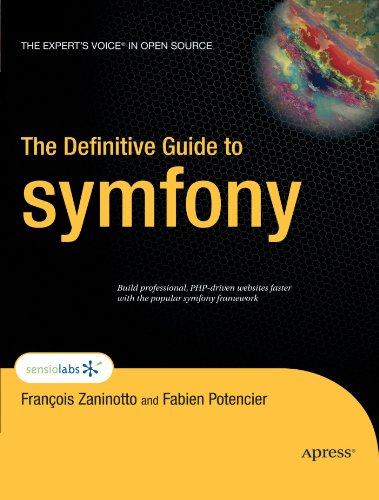 THE EXPERT'S VOICE® IN OPEN SOURCE
The Definitive Guide to
symfony
Build professional, PHP-driven websites faster
with the popular symfony framework
sensiolabs
François Zaninotto and Fabien Potencier
Apress®